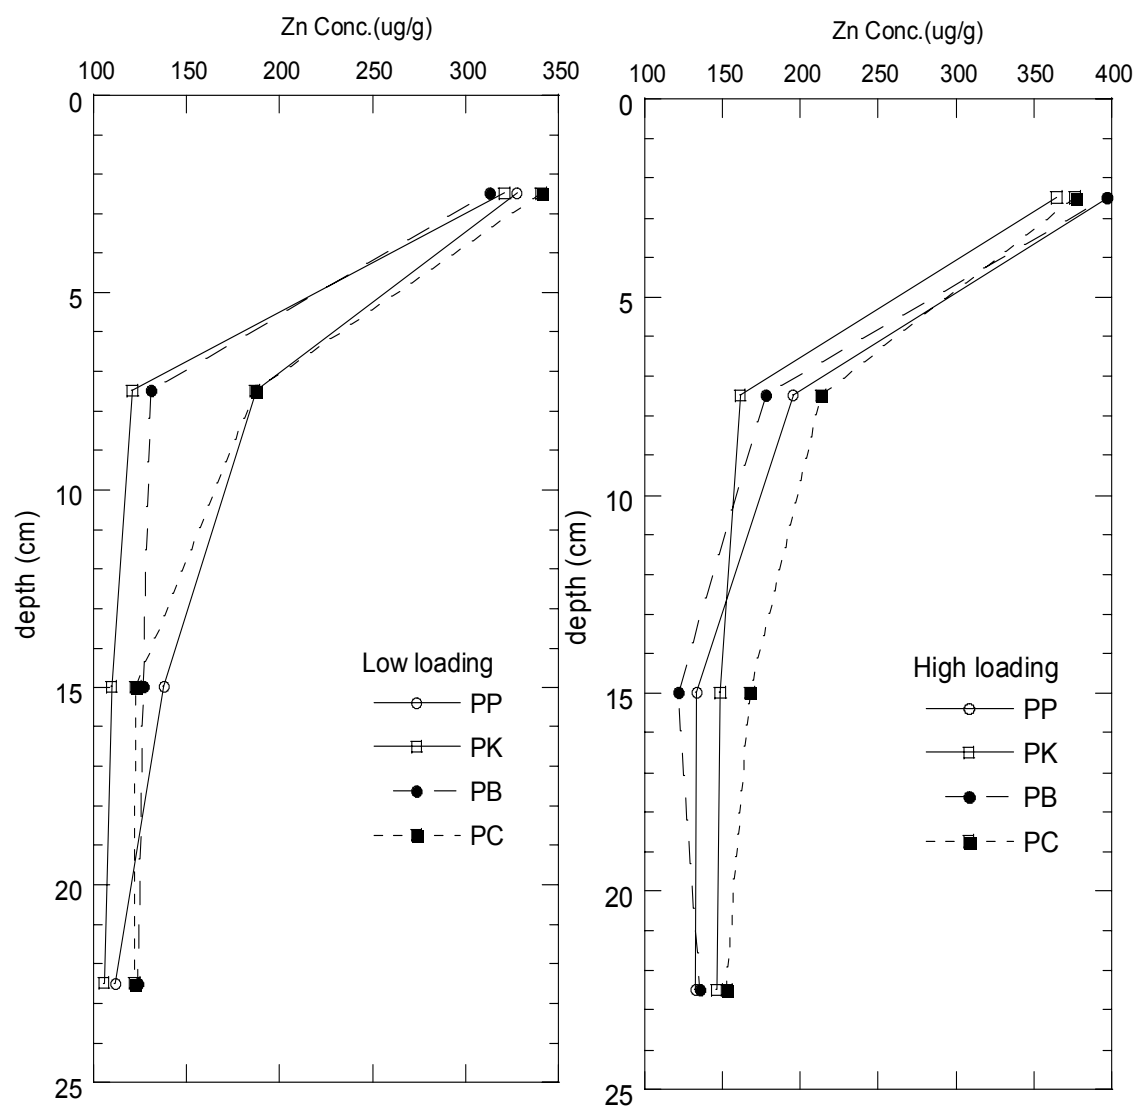 Zn Conc.(ug/g)
100 150 200 250 300 350
0
5
10
15
20
25
depth (cm)
Low loading
PP
PK
PB
PC
Zn Conc.(ug/g)
100 150 200 250 300 350 400
0
5
10
15
20
25
depth (cm)
High loading
PP
PK
PB
PC